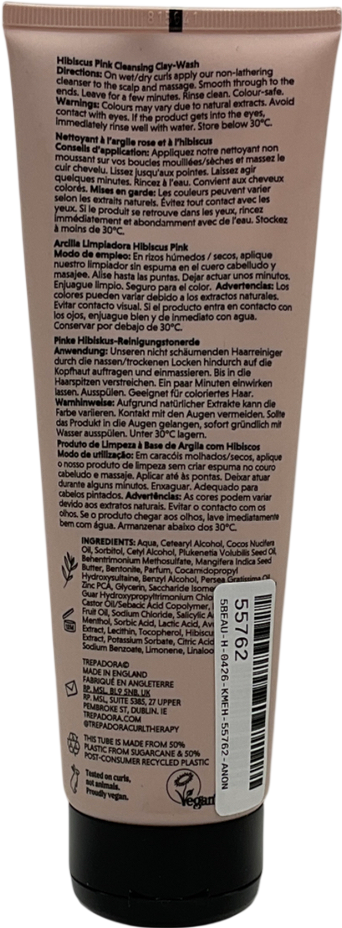 Hibiscus Pink Cleansing Clay-Wash
Directions: On wet/dry curls apply our non-lathering
cleanser to the scalp and massage. Smooth through to the
ends. Leave for a few minutes. Rinse clean. Colour-safe.
Warnings: Colours may vary due to natural extracts. Avoid
contact with eyes. If the product gets into the eyes,
immediately rinse well with water. Store below 30°C.
Nettoyant à l'argile rose et à l'hibiscus
Conseils d'application: Appliquez notre nettoyant non
moussant sur vos boucles mouillées/sèches et massez le
cuir chevelu. Lissez jusqu'aux pointes. Laissez agir
quelques minutes. Rincez à l'eau. Convient aux cheveux
colorés. Mises en garde: Les couleurs peuvent varier
selon les extraits naturels. Évitez tout contact avec les
yeux. Si le produit se retrouve dans les yeux, rincez
immédiatement et abondamment avec de l'eau. Stockez
à moins de 30°C.
Arcilla Limpiadora Hibiscus Pink
Modo de empleo: En rizos húmedos / secos, aplique
nuestro limpiador sin espuma en el cuero cabelludo y
masajee. Alise hasta las puntas. Dejar actuar unos minutos.
Enjuague limpio. Seguro para el color. Advertencias: Los
colores pueden variar debido a los extractos naturales.
Evitar contacto visual. Si el producto entra en contacto con
los ojos, enjuague bien y de inmediato con agua.
Conservar por debajo de 30°C.
Pinke Hibiskus-Reinigungstonerde
Anwendung: Unseren nicht schäumenden Haarreiniger
durch die nassen/trockenen Locken hindurch auf die
Kopfhaut auftragen und einmassieren. Bis in die
Haarspitzen verstreichen. Ein paar Minuten einwirken
lassen. Ausspülen. Geeignet für coloriertes Haar.
Warnhinweise: Aufgrund natürlicher Extrakte kann die
Farbe variieren. Kontakt mit den Augen vermeiden. Sollte
das Produkt in die Augen gelangen, sofort gründlich mit
Wasser ausspülen. Unter 30°C lagern.
Produto de Limpeza à Base de Argila com Hibiscos
Modo de utilização: Em caracóis molhados/secos, aplique
o nosso produto de limpeza sem criar espuma no couro
cabeludo e massaje. Aplicar até às pontas. Deixar atuar
durante alguns minutos. Enxaguar. Adequado para
cabelos pintados. Advertências: As cores podem variar
devido aos extratos naturais. Evitar o contacto com os
olhos. Se o produto chegar aos olhos, lave imediatamente
bem com água. Armanzenar abaixo dos 30°C.
INGREDIENTS: Aqua, Cetearyl Alcohol, Cocos Nucifera
Oil, Sorbitol, Cetyl Alcohol, Plukenetia Volubilis Seed Oil,
Behentrimonium Methosulfate, Mangifera Indica Seed
Butter, Bentonite, Parfum, Cocamidopropyl
Hydroxysultaine, Benzyl Alcohol, Persea Gratissima Oil,
Zinc PCA, Glycerin, Saccharide Isome
Guar Hydroxypropyltrimonium Chlo
Castor Oil/Sebacic Acid Copolymer,
Fruit Oil, Sodium Chloride, Salicylic A
Menthol, Sorbic Acid, Lactic Acid, Ave
Extract, Lecithin, Tocopherol, Hibisc
Extract, Potassium Sorbate, Citric Acid
Sodium Benzoate, Limonene, Linaloo
TREPADORA©
MADE IN ENGLAND
FABRIQUÉ EN ANGLETERRE
RP. MSL, BL9 5NB. UK
RP. MSL, SUITE 5385, 27 UPPER
PEMBROKE ST, DUBLIN. IE
TREPADORA.COM
@TREPADORACURLTHERAPY
THIS TUBE IS MADE FROM 50%
PLASTIC FROM SUGARCANE & 50%
POST-CONSUMER RECYCLED PLASTIC
Tested on curls,
not animals.
Proudly vegan.
Vegan
55762
5BEAU-H-0426-KMEH-55762-ANON